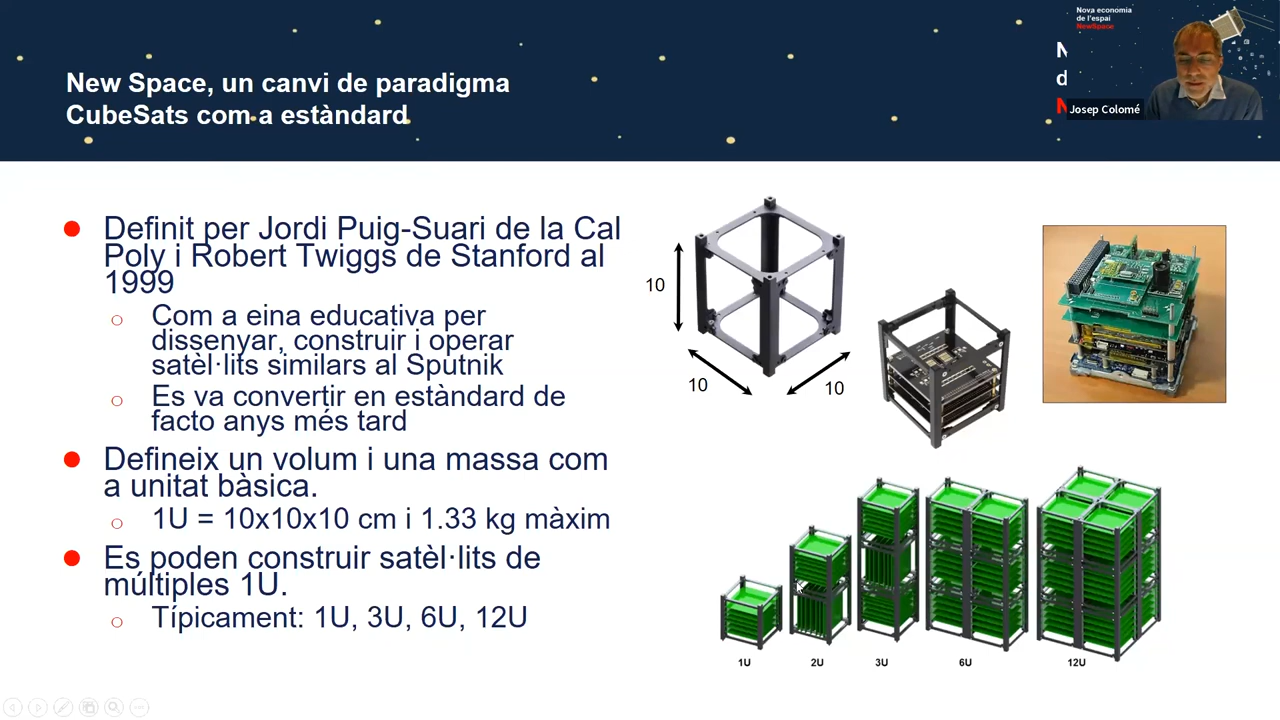 Nova economia
de l'espai
NewSpace
N
d
N
Josep Colomé
New Space, un canvi de paradigma
CubeSats com a estàndard
Definit per Jordi Puig-Suari de la Cal
Poly i Robert Twiggs de Stanford al
1999
Com a eina educativa per
dissenyar, construir i operar
satèl·lits similars al Sputnik
Es va convertir en estàndard de
facto anys més tard
Defineix un volum i una massa com
a unitat bàsica.
1U = 10x10x10 cm i 1.33 kg màxim
Es poden construir satèl·lits de
múltiples 1U.
Típicament: 1U, 3U, 6U, 12U
10
10
10
1U
2U
3U
6U
12U